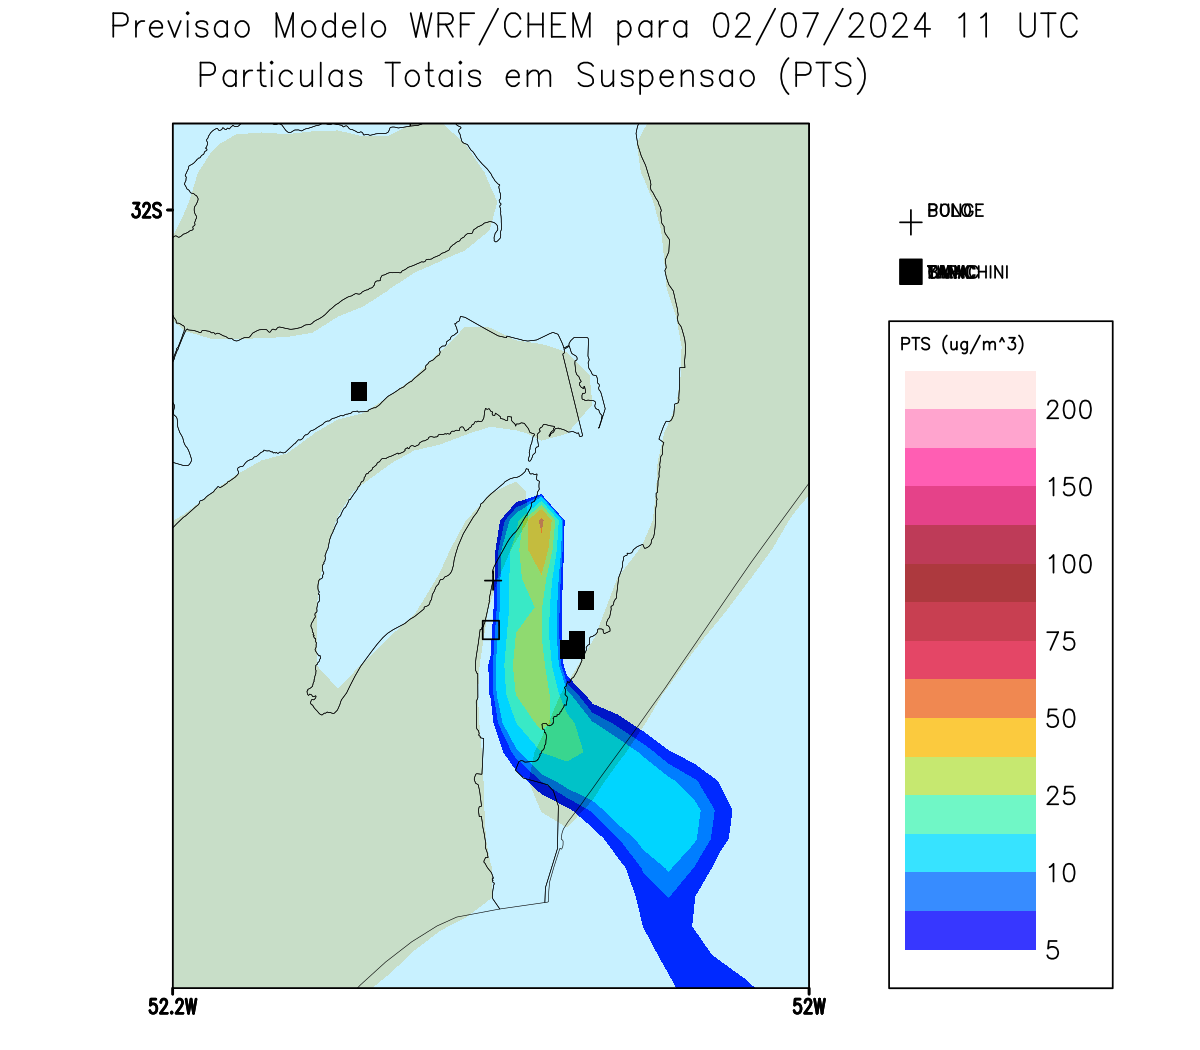 Previsao Modelo WRF/CHEM para 02/07/2024 11 UTC
Particulas Totais em Suspensao (PTS)
32S
PTS (ug/m^3)
200
150
100
75
50
25
10
5
52.2W
52W